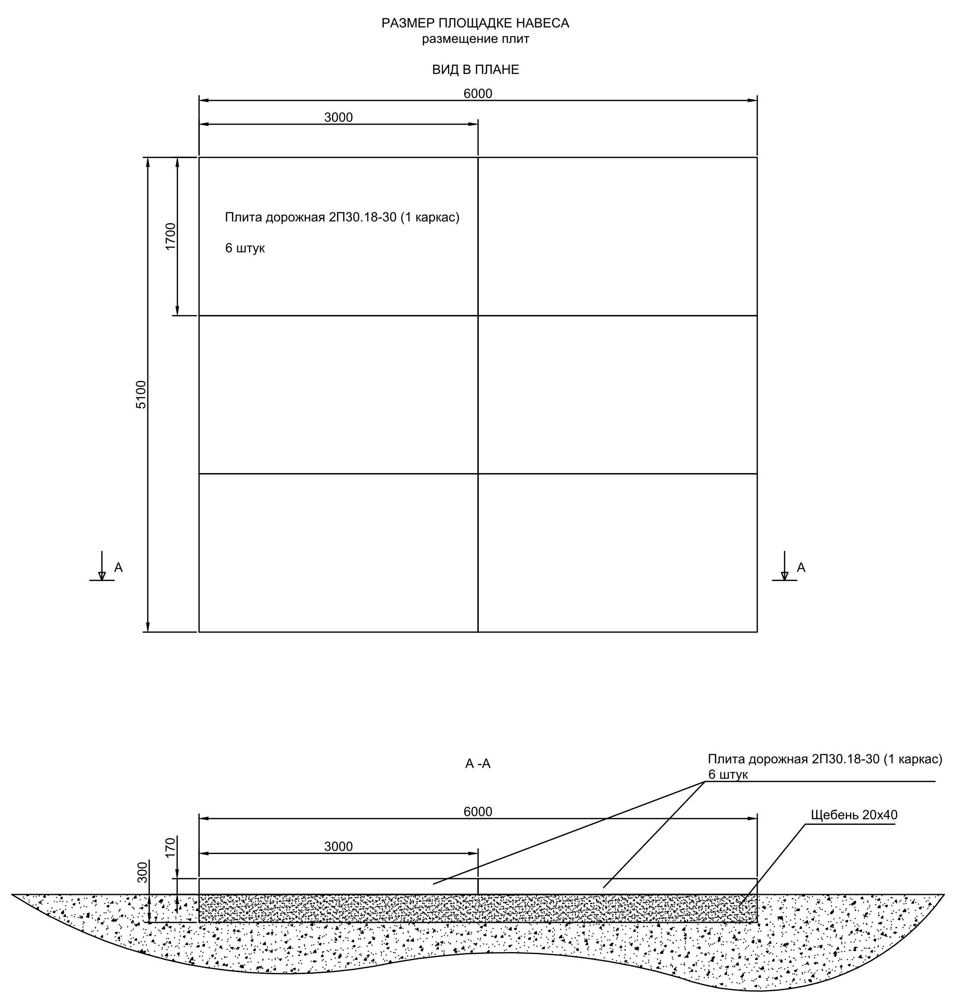 РАЗМЕР ПЛОЩАДКЕ НАВЕСА
размещение плит
ВИД В ПЛАНЕ
6000
3000
Плита дорожная 2П30.18-30 (1 каркас)
6 штук
1700
5100
А
А
А -А
Плита дорожная 2П30.18-30 (1 каркас)
6 штук
6000
Щебень 20х40
3000
170
300